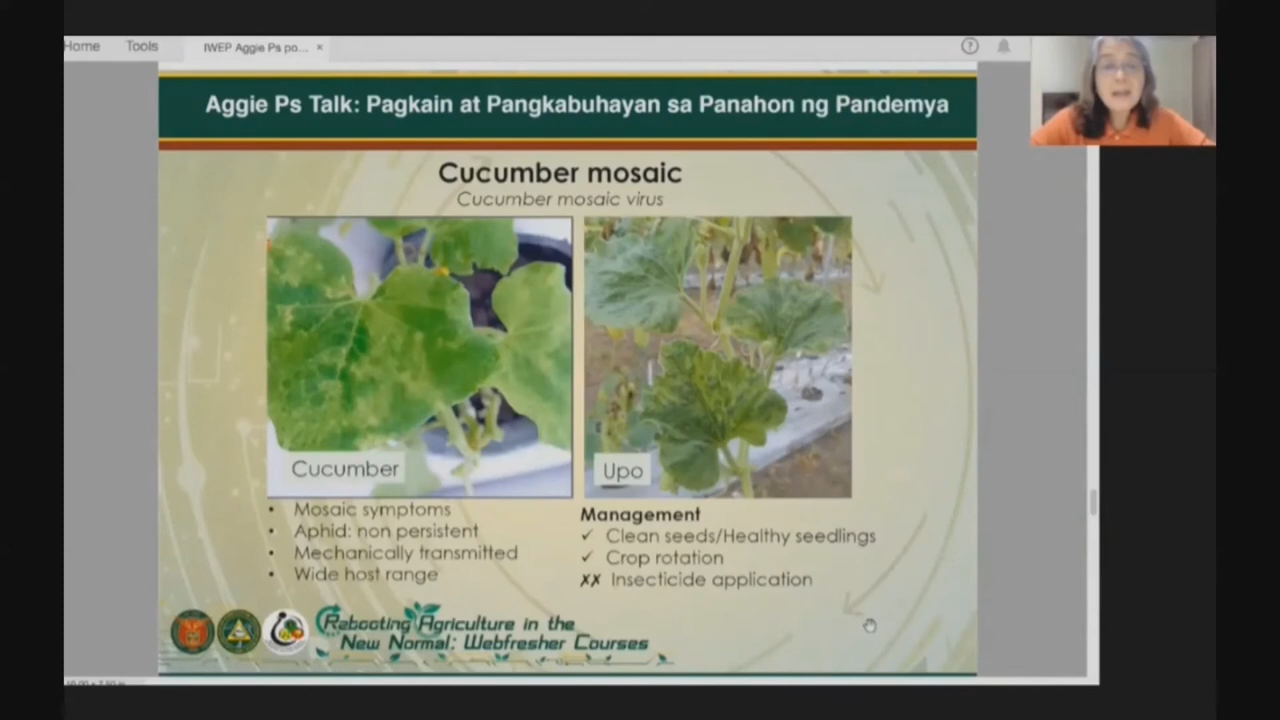 Home
Tools
IWEP Aggie Ps po... ×
Aggie Ps Talk: Pagkain at Pangkabuhayan sa Panahon ng Pandemya
Cucumber mosaic
Cucumber mosaic virus
Cucumber
Upo
• Mosaic symptoms
• Aphid: non persistent
• Mechanically transmitted
• Wide host range
Management
✓ Clean seeds/Healthy seedlings
✓ Crop rotation
✗✗ Insecticide application
Rebooting Agriculture in the
New Normal: Webfresher Courses